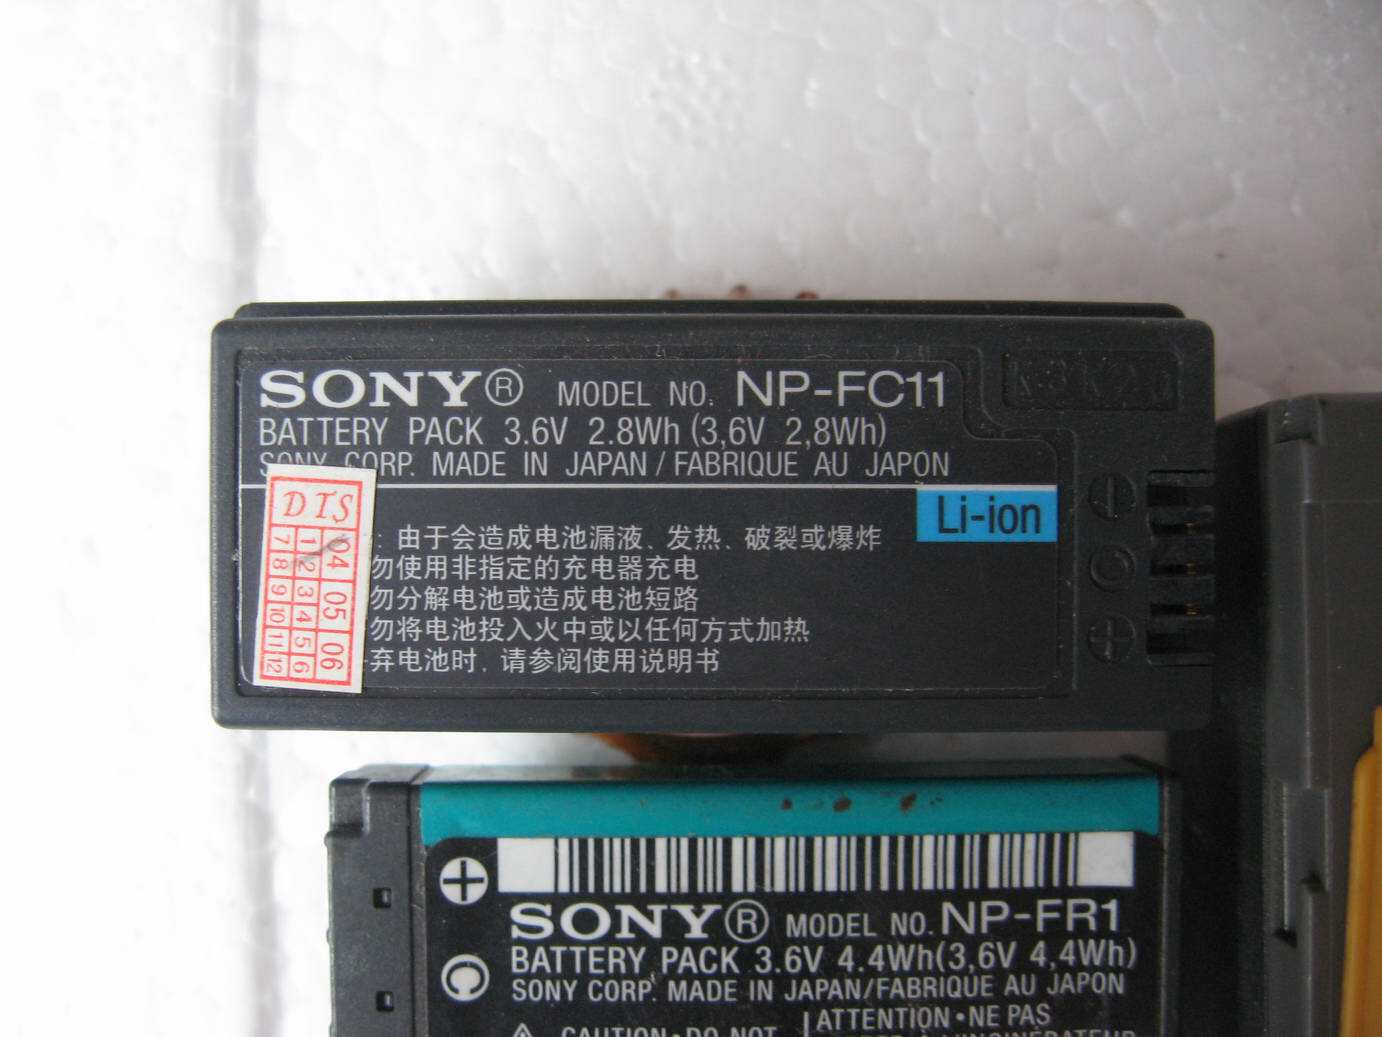 SONY® MODEL NO. NP-FC11
BATTERY PACK 3.6V 2.8Wh (3,6V 2,8Wh)
SONY CORP. MADE IN JAPAN / FABRIQUE AU JAPON
Li-ion
DTS
04 05 06
1 2 3 4 5 6
7 8 9 10 11 12
: 由于会造成电池漏液、发热、破裂或爆炸
勿使用非指定的充电器充电
勿分解电池或造成电池短路
勿将电池投入火中或以任何方式加热
弃电池时, 请参阅使用说明书
SONY® MODEL NO. NP-FR1
BATTERY PACK 3.6V 4.4Wh(3,6V 4,4Wh)
SONY CORP. MADE IN JAPAN/FABRIQUE AU JAPON
CAUTION•DO NOT
ATTENTION•NE PAS
L'INCINÉRATEUR